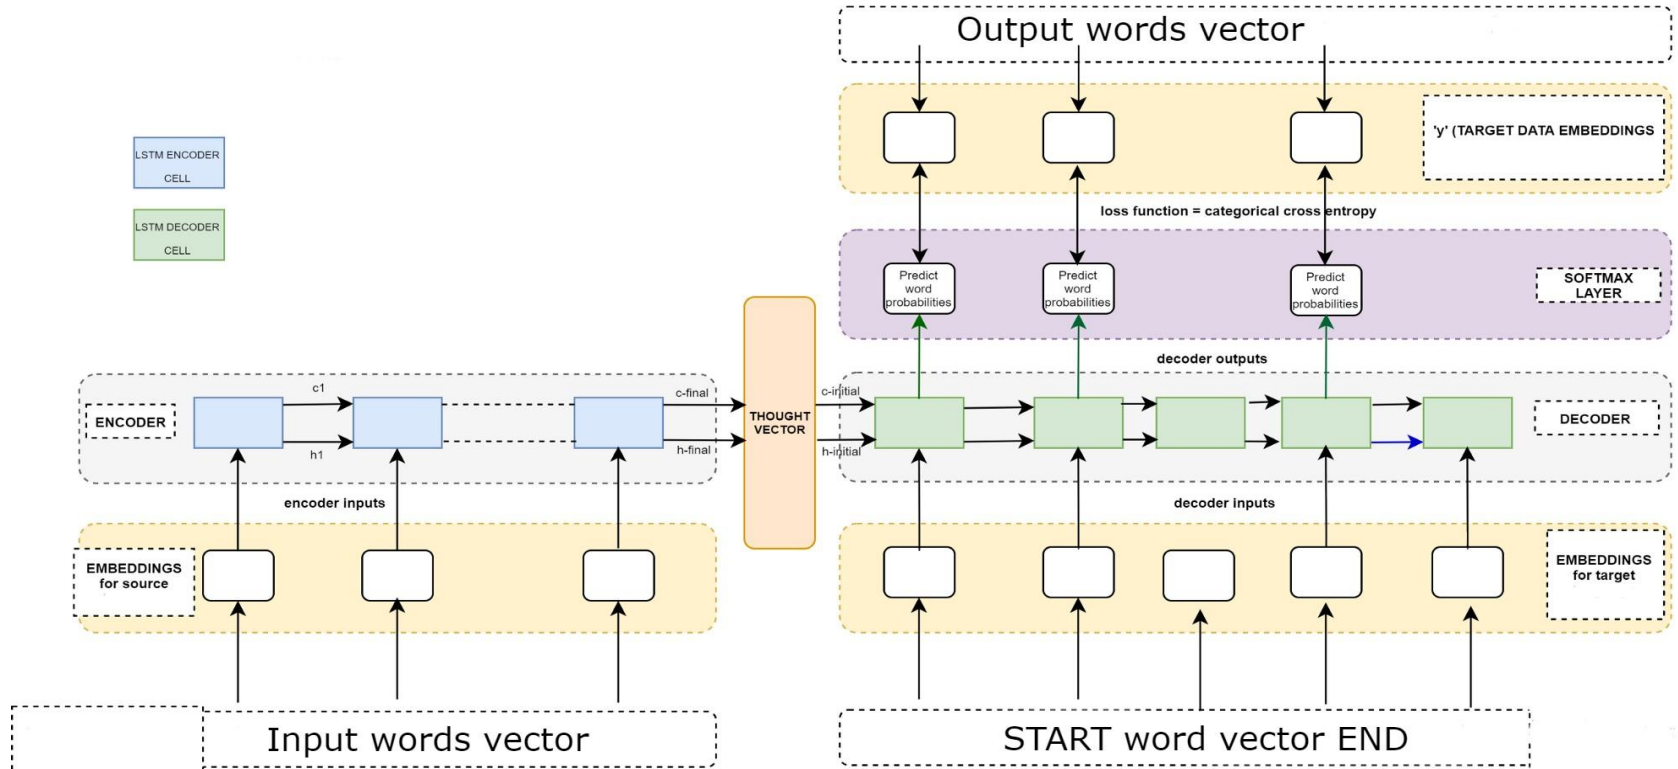 Output words vector
'y' (TARGET DATA EMBEDDINGS
LSTM ENCODER
CELL
LSTM DECODER
CELL
loss function = categorical cross entropy
Predict
word
probabilities
Predict
word
probabilities
Predict
word
probabilities
SOFTMAX
LAYER
decoder outputs
ENCODER
c1
h1
c-final
h-final
THOUGHT
VECTOR
c-initial
h-initial
DECODER
encoder inputs
decoder inputs
EMBEDDINGS
for source
EMBEDDINGS
for target
Input words vector
START word vector END